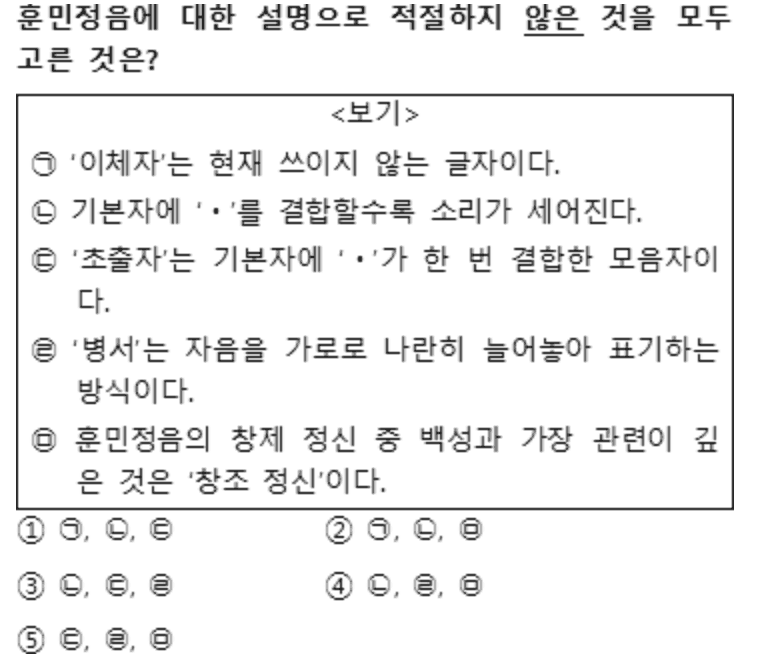 훈민정음에 대한 설명으로 적절하지 않은 것을 모두
고른 것은?
<보기>
㉠ '이체자'는 현재 쓰이지 않는 글자이다.
㉡ 기본자에 'ㆍ'를 결합할수록 소리가 세어진다.
㉢ '초출자'는 기본자에 'ㆍ'가 한 번 결합한 모음자이
다.
㉣ '병서'는 자음을 가로로 나란히 늘어놓아 표기하는
방식이다.
㉤ 훈민정음의 창제 정신 중 백성과 가장 관련이 깊
은 것은 '창조 정신'이다.
① ㉠, ㉡, ㉢ ② ㉠, ㉡, ㉤
③ ㉡, ㉢, ㉣ ④ ㉡, ㉣, ㉤
⑤ ㉢, ㉣, ㉤